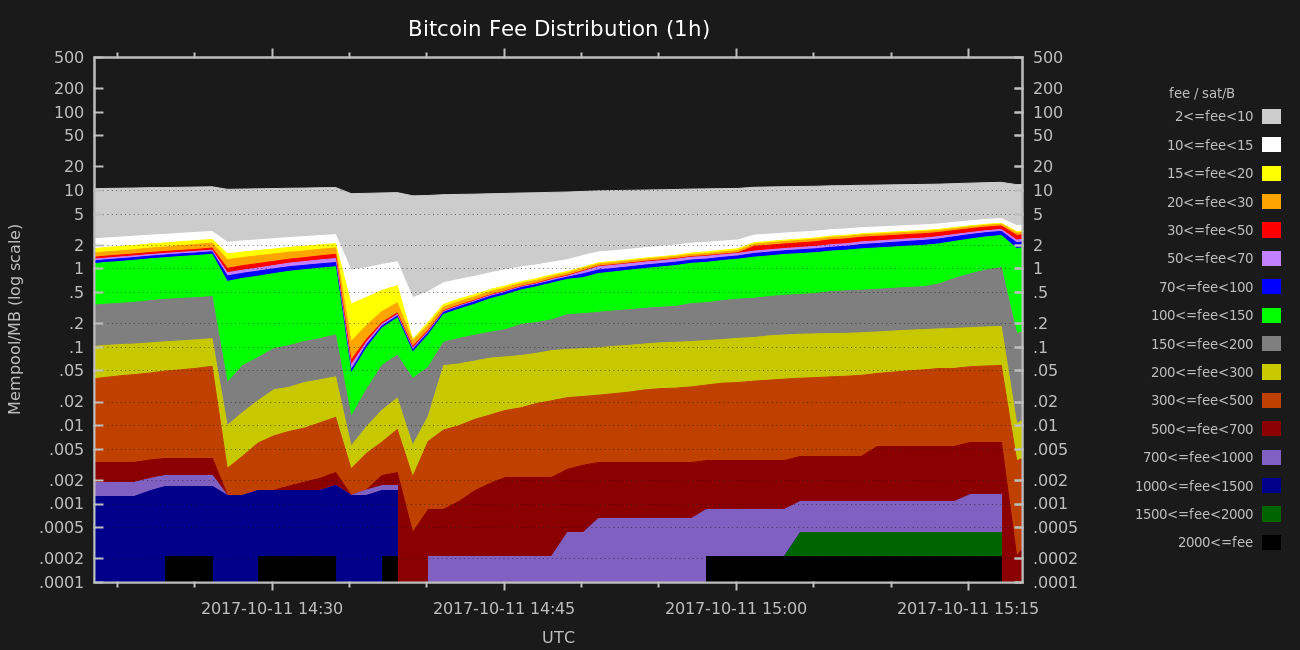 Bitcoin Fee Distribution (1h)
500
200
100
50
20
10
5
2
1
.5
.2
.1
.05
.02
.01
.005
.002
.001
.0005
.0002
.0001
Mempool/MB (log scale)
500
200
100
50
20
10
5
2
1
.5
.2
.1
.05
.02
.01
.005
.002
.001
.0005
.0002
.0001
2017-10-11 14:30
2017-10-11 14:45
2017-10-11 15:00
2017-10-11 15:15
UTC
fee / sat/B
2<=fee<10
10<=fee<15
15<=fee<20
20<=fee<30
30<=fee<50
50<=fee<70
70<=fee<100
100<=fee<150
150<=fee<200
200<=fee<300
300<=fee<500
500<=fee<700
700<=fee<1000
1000<=fee<1500
1500<=fee<2000
2000<=fee